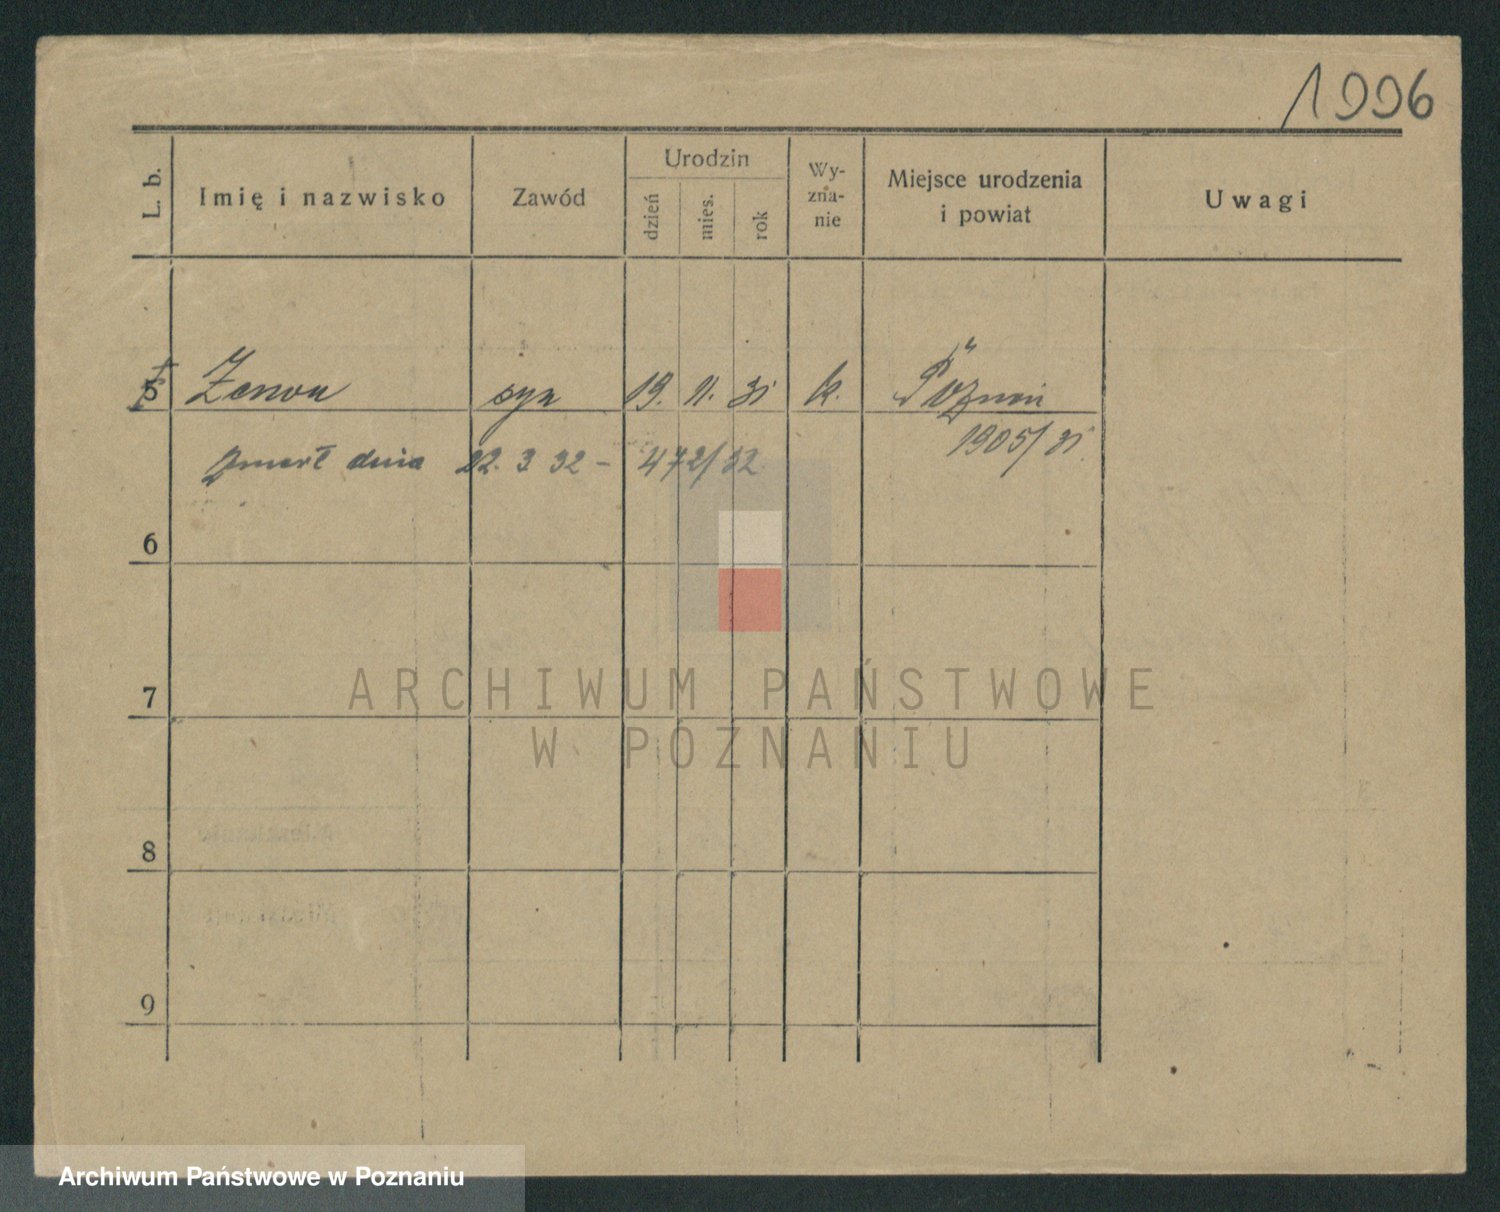 1996
L. b.
Imię i nazwisko
Zawód
Urodzin
dzień
mies.
rok
Wy-
zna-
nie
Miejsce urodzenia
i powiat
Uwagi
5 Zenon syn 19. 11. 31 k. Poznań
1905/31.
zmarł dnia 22. 3 32 – 472/32
6
7
8
9
ARCHIWUM PAŃSTWOWE
W POZNANIU
Archiwum Państwowe w Poznaniu